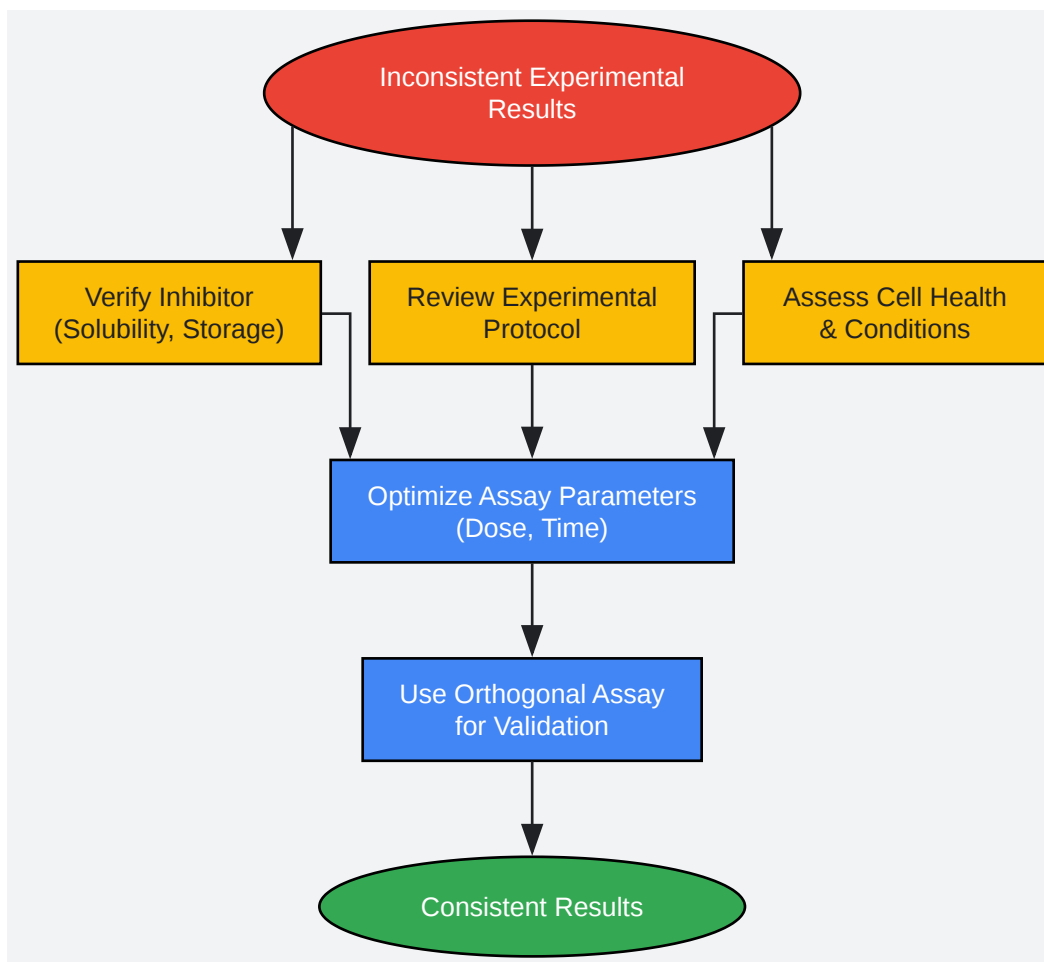 Inconsistent Experimental
Results
Verify Inhibitor
(Solubility, Storage)
Review Experimental
Protocol
Assess Cell Health
& Conditions
Optimize Assay Parameters
(Dose, Time)
Use Orthogonal Assay
for Validation
Consistent Results